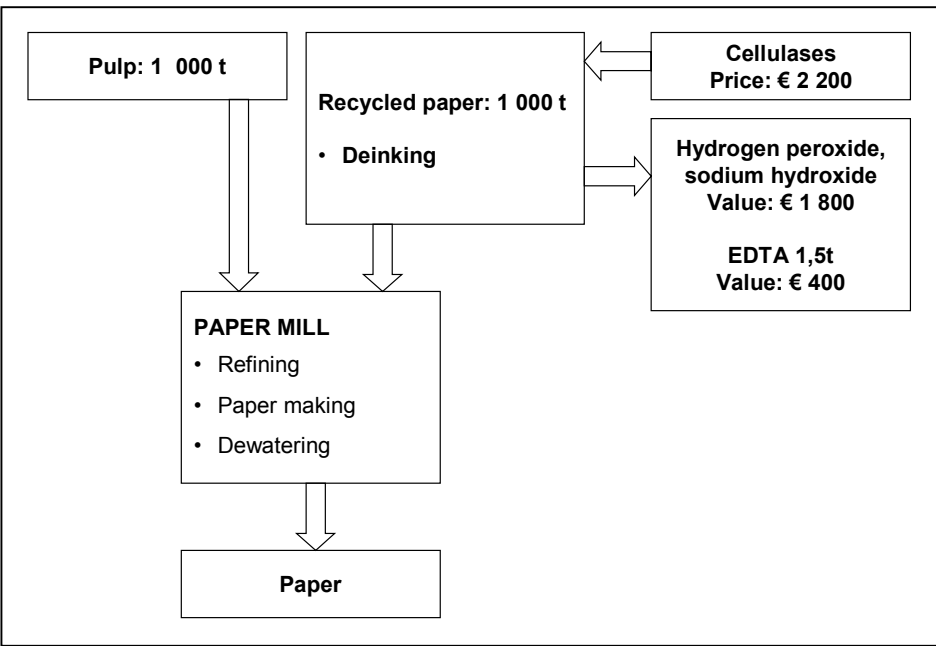 Pulp: 1 000 t
Recycled paper: 1 000 t
• Deinking
Cellulases
Price: € 2 200
Hydrogen peroxide,
sodium hydroxide
Value: € 1 800
EDTA 1,5t
Value: € 400
PAPER MILL
• Refining
• Paper making
• Dewatering
Paper